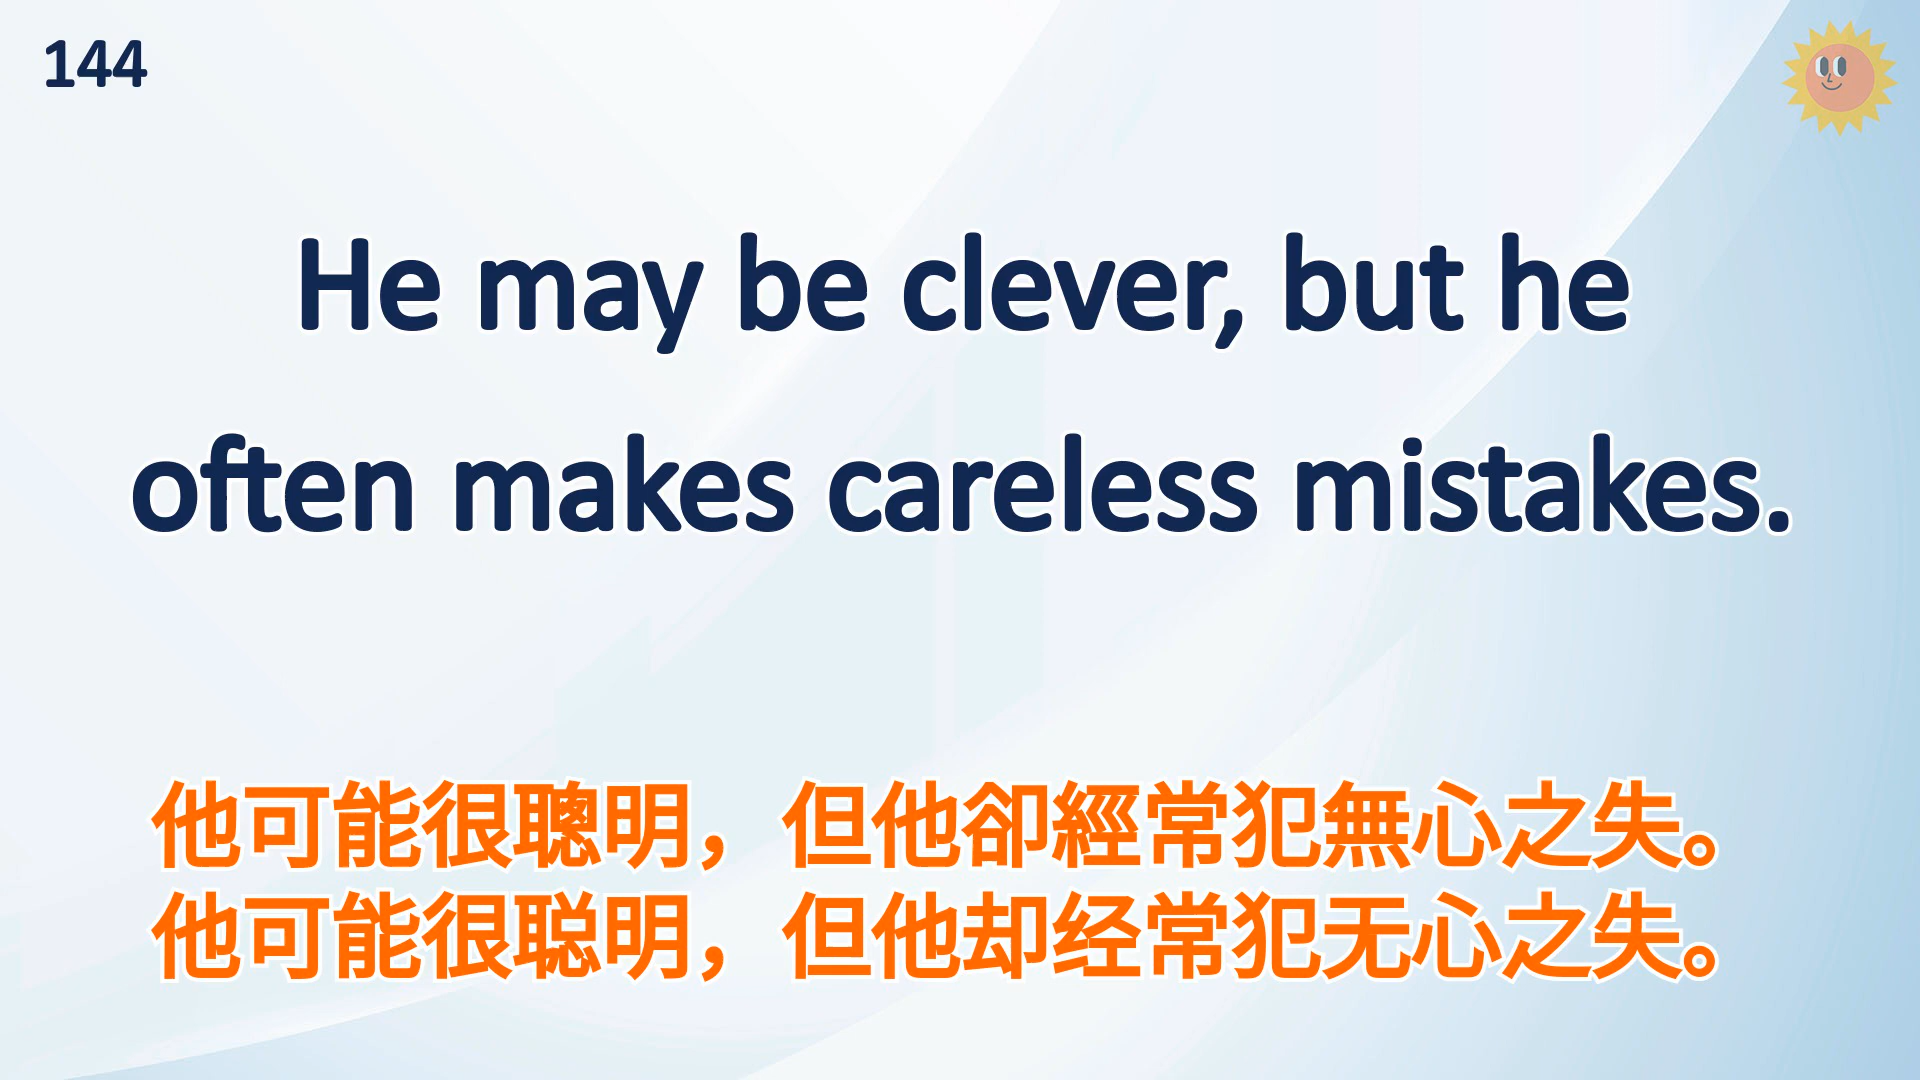 144
He may be clever, but he
often makes careless mistakes.
他可能很聰明，但他卻經常犯無心之失。
他可能很聪明，但他却经常犯无心之失。